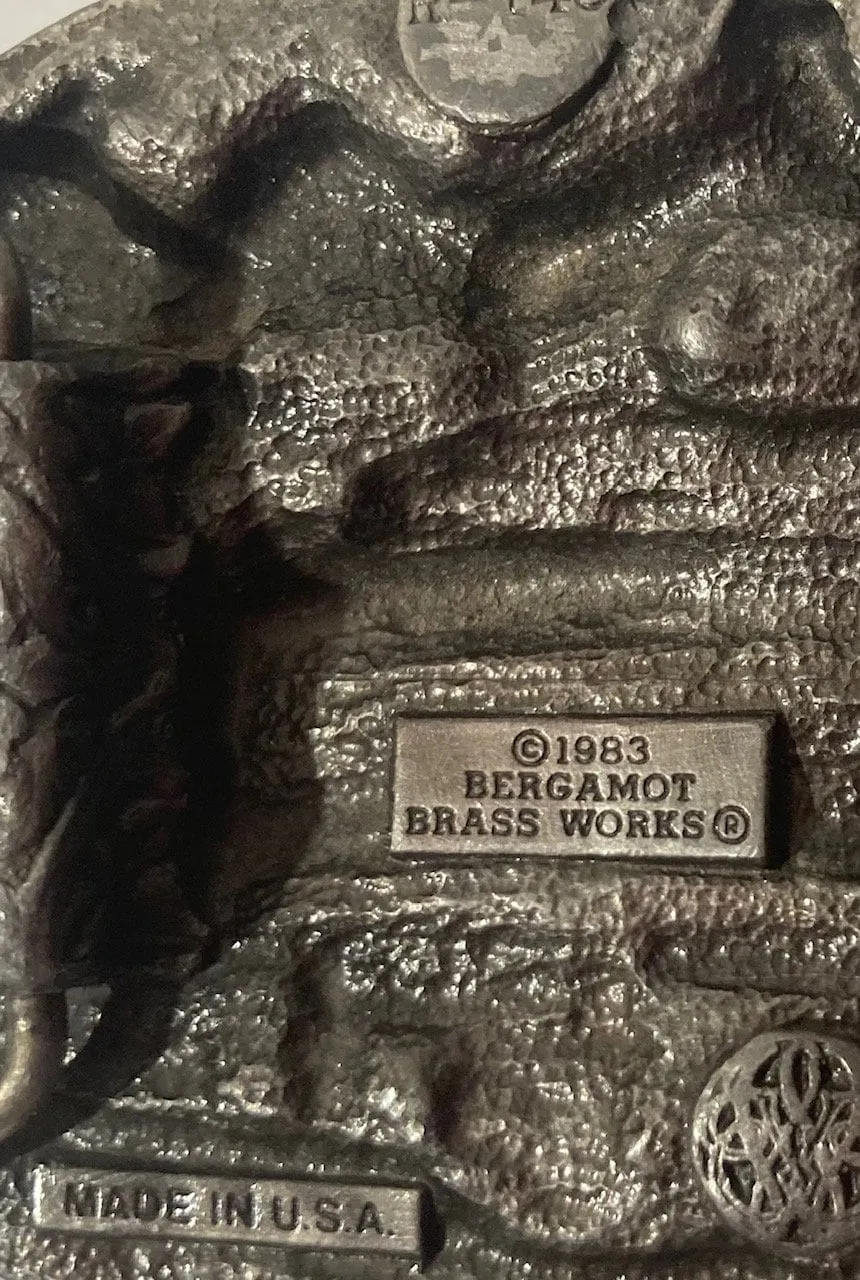 ©1983
BERGAMOT
BRASS WORKS®
MADE IN U.S.A.